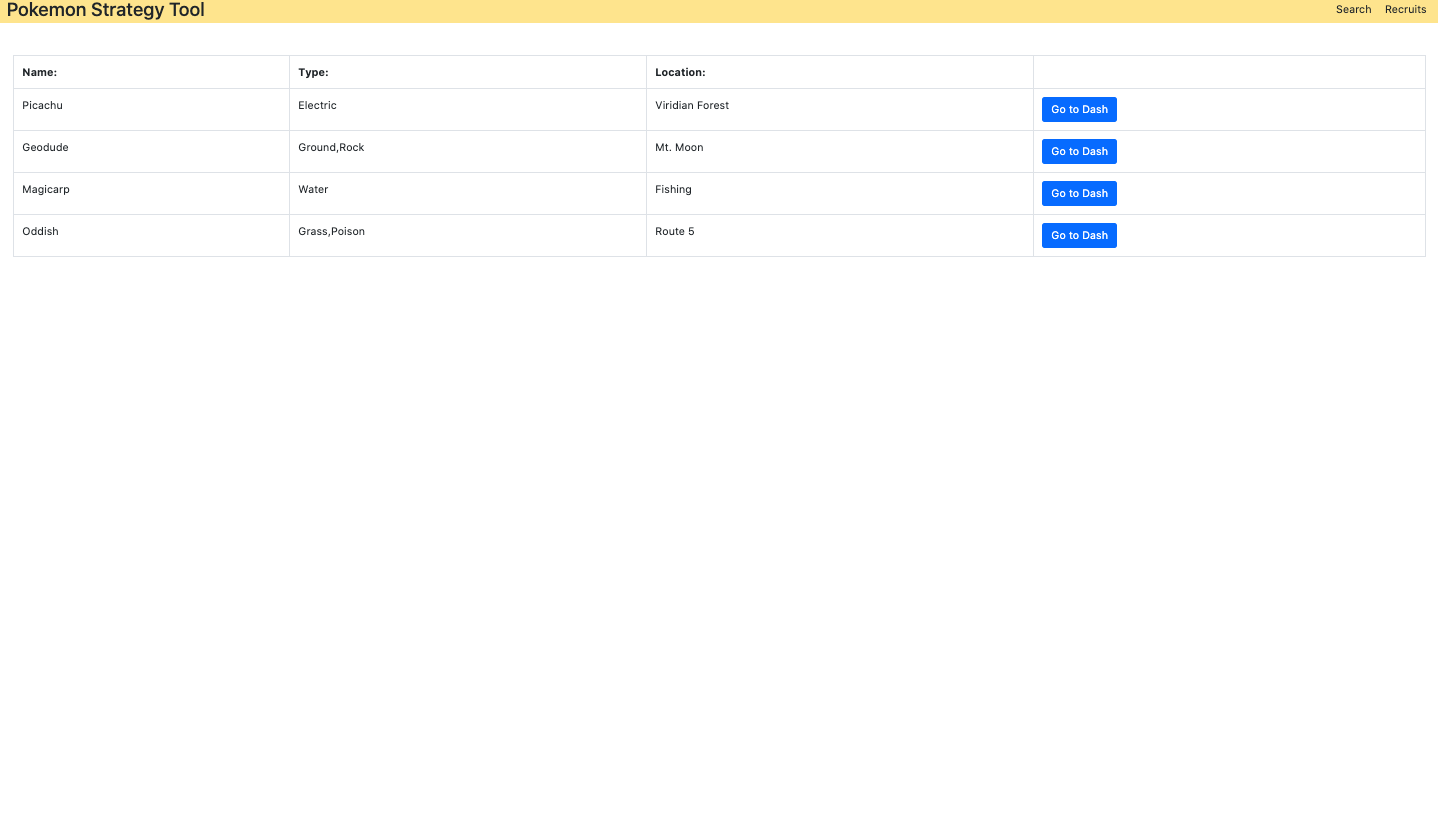 Pokemon Strategy Tool Search Recruits
Name: Type: Location:
Picachu Electric Viridian Forest Go to Dash
Geodude Ground,Rock Mt. Moon Go to Dash
Magicarp Water Fishing Go to Dash
Oddish Grass,Poison Route 5 Go to Dash